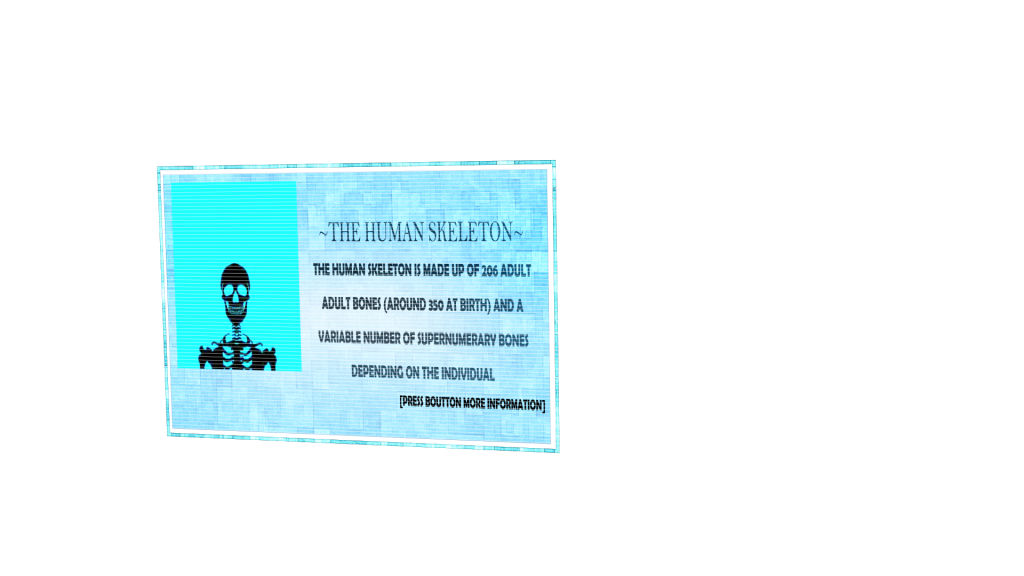 ~THE HUMAN SKELETON~
THE HUMAN SKELETON IS MADE UP OF 206 ADULT
ADULT BONES (AROUND 350 AT BIRTH) AND A
VARIABLE NUMBER OF SUPERNUMERARY BONES
DEPENDING ON THE INDIVIDUAL
[PRESS BOUTTON MORE INFORMATION]